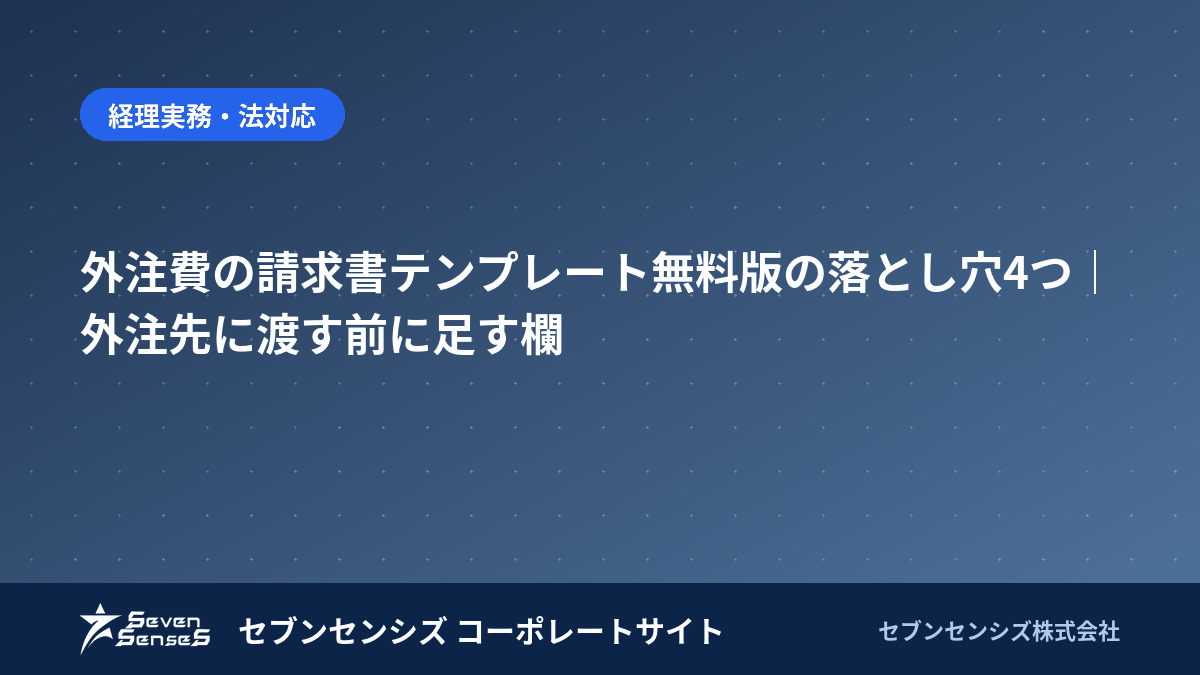 経理実務・法対応
外注費の請求書テンプレート無料版の落とし穴4つ｜
外注先に渡す前に足す欄
Seven
Senses
セブンセンシズ コーポレートサイト
セブンセンシズ株式会社